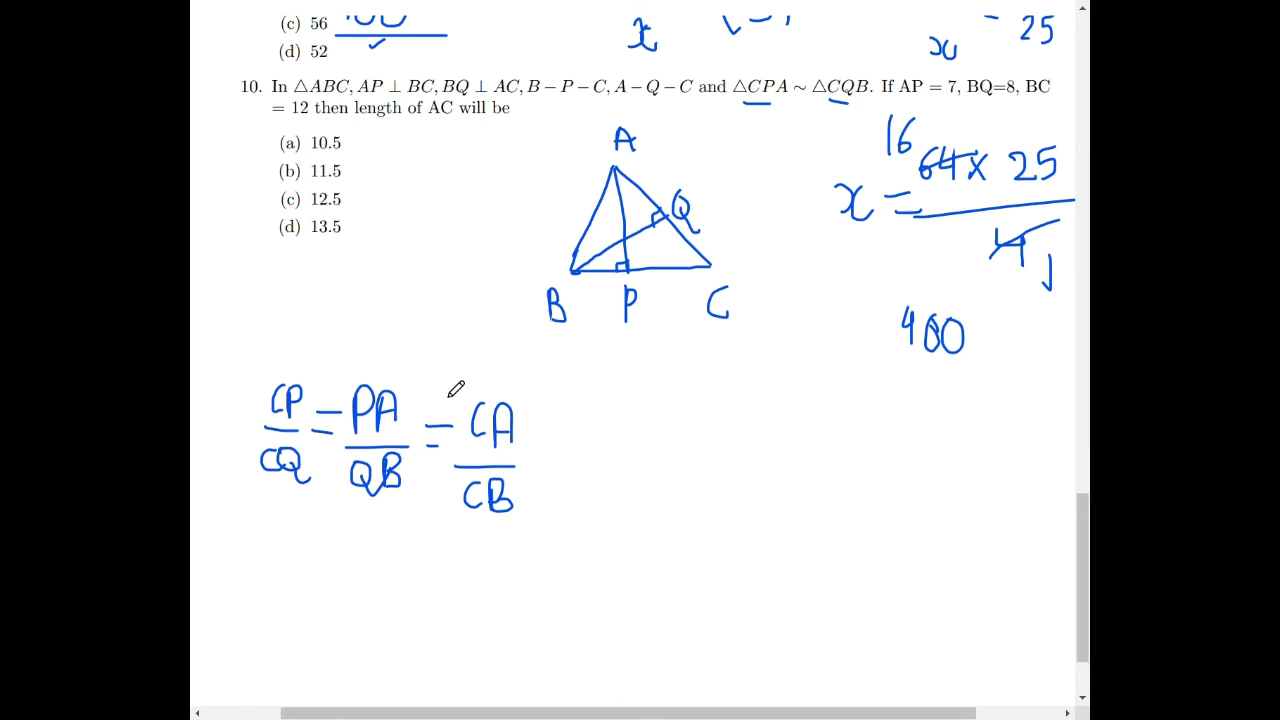 (c) 56
(d) 52
x
- 25
x
10. In △ABC, AP ⊥ BC, BQ ⊥ AC, B − P − C, A − Q − C and △CPA ∼ △CQB. If AP = 7, BQ=8, BC
= 12 then length of AC will be
(a) 10.5
(b) 11.5
(c) 12.5
(d) 13.5
A
Q
B P C
16
x = 64 x 25
4 1
400
CP = PA = CA
CQ QB CB